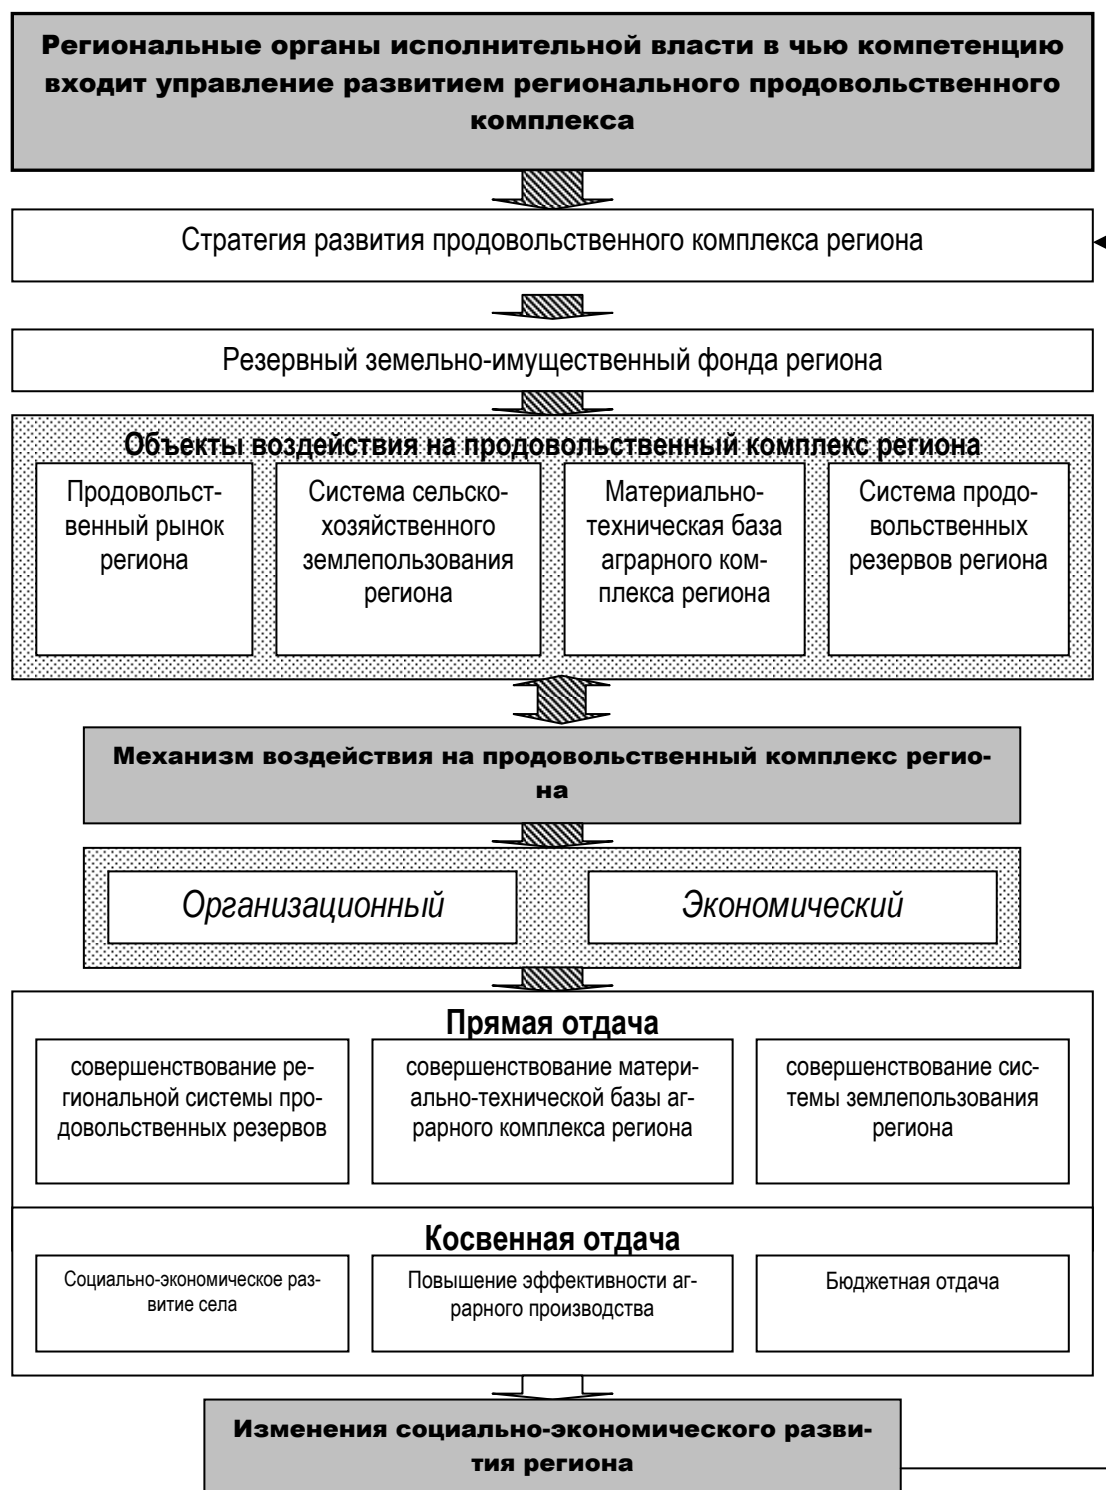 Региональные органы исполнительной власти в чью компетенцию
входит управление развитием регионального продовольственного
комплекса
Стратегия развития продовольственного комплекса региона
Резервный земельно-имущественный фонда региона
Объекты воздействия на продовольственный комплекс региона
Продовольст-
венный рынок
региона
Система сельско-
хозяйственного
землепользования
региона
Материально-
техническая база
аграрного ком-
плекса региона
Система продо-
вольственных
резервов региона
Механизм воздействия на продовольственный комплекс регио-
на
Организационный
Экономический
Прямая отдача
совершенствование ре-
гиональной системы про-
довольственных резервов
совершенствование матери-
ально-технической базы аг-
рарного комплекса региона
совершенствование сис-
темы землепользования
региона
Косвенная отдача
Социально-экономическое раз-
витие села
Повышение эффективности аг-
рарного производства
Бюджетная отдача
Изменения социально-экономического разви-
тия региона